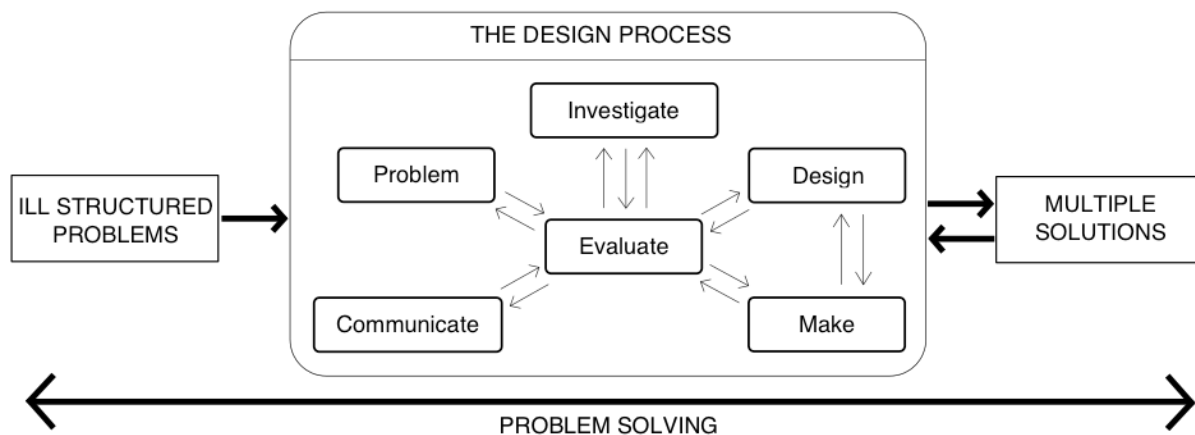 THE DESIGN PROCESS
Investigate
Problem
Design
ILL STRUCTURED
PROBLEMS
MULTIPLE
SOLUTIONS
Evaluate
Communicate
Make
PROBLEM SOLVING